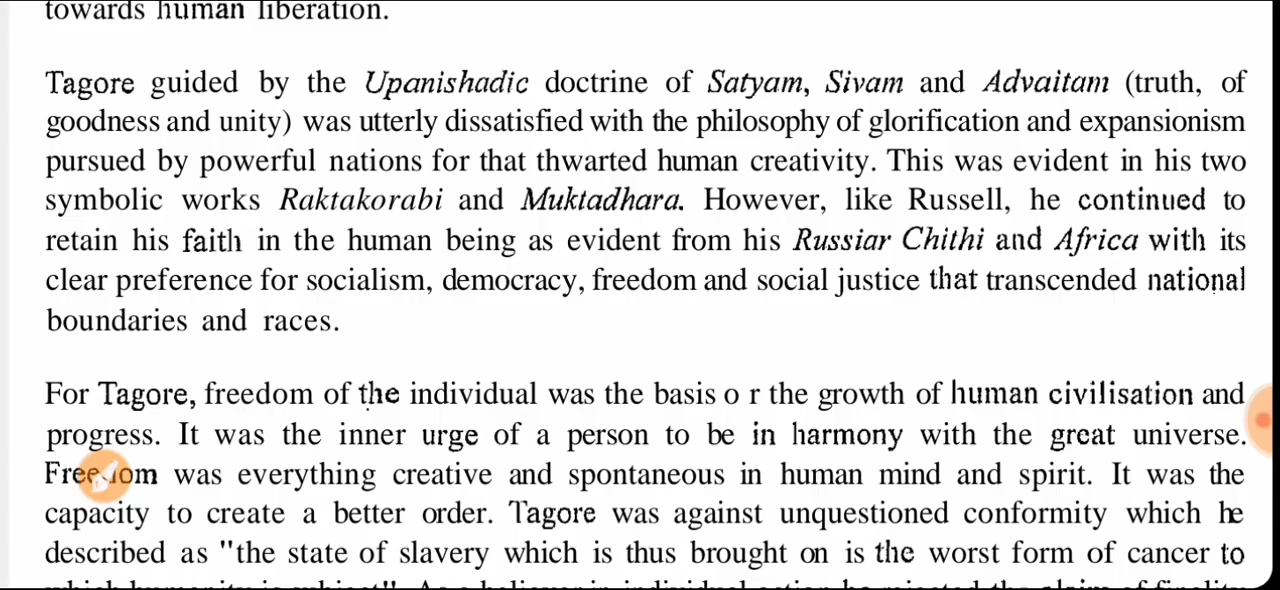 towards human liberation.
Tagore guided by the Upanishadic doctrine of Satyam, Sivam and Advaitam (truth, of
goodness and unity) was utterly dissatisfied with the philosophy of glorification and expansionism
pursued by powerful nations for that thwarted human creativity. This was evident in his two
symbolic works Raktakorabi and Muktadhara. However, like Russell, he continued to
retain his faith in the human being as evident from his Russiar Chithi and Africa with its
clear preference for socialism, democracy, freedom and social justice that transcended national
boundaries and races.
For Tagore, freedom of the individual was the basis o r the growth of human civilisation and
progress. It was the inner urge of a person to be in harmony with the great universe.
Freedom was everything creative and spontaneous in human mind and spirit. It was the
capacity to create a better order. Tagore was against unquestioned conformity which he
described as "the state of slavery which is thus brought on is the worst form of cancer to